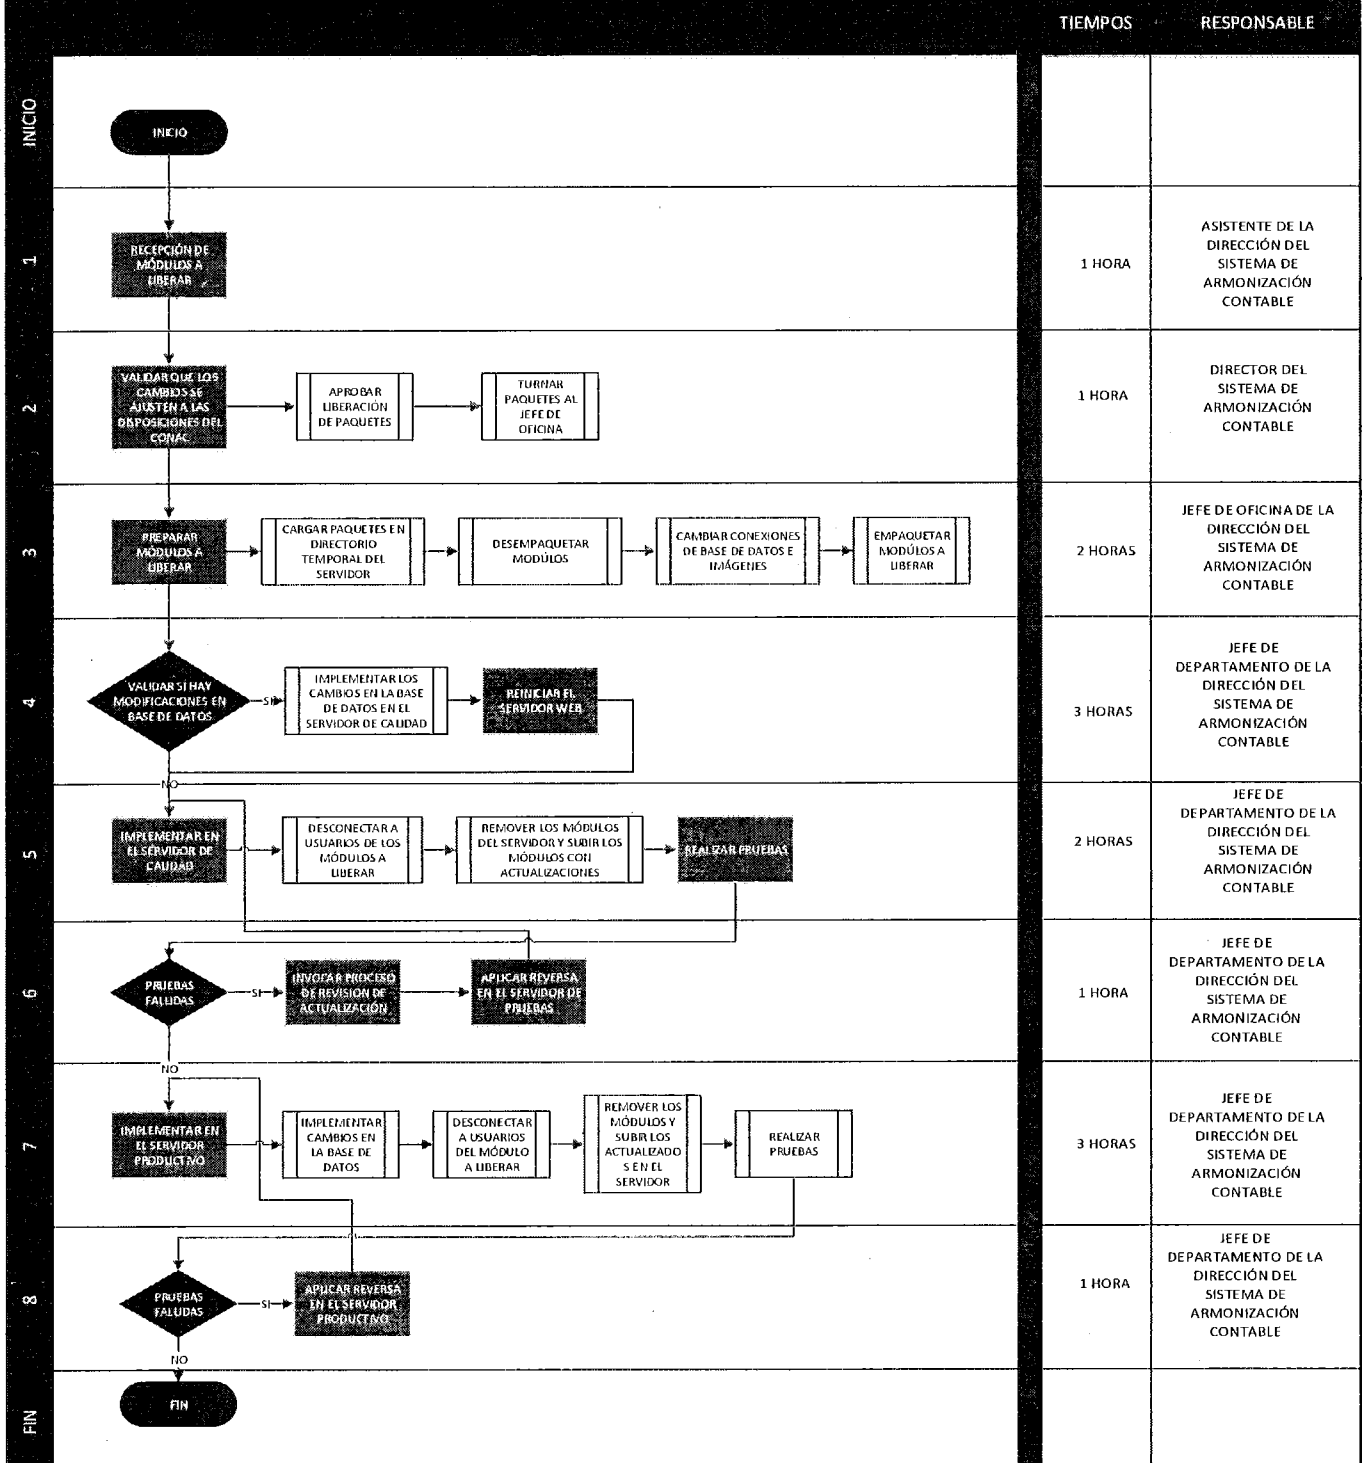 TIEMPOS
RESPONSABLE
INICIO
INICIO
1
RECEPCIÓN DE
MÓDULOS A
LIBERAR
1 HORA
ASISTENTE DE LA
DIRECCIÓN DEL
SISTEMA DE
ARMONIZACIÓN
CONTABLE
2
VALIDAR QUE LOS
CAMBIOS SE
AJUSTEN A LAS
DISPOSICIONES DEL
CONAC
APROBAR
LIBERACIÓN
DE PAQUETES
TURNAR
PAQUETES AL
JEFE DE
OFICINA
1 HORA
DIRECTOR DEL
SISTEMA DE
ARMONIZACIÓN
CONTABLE
3
PREPARAR
MÓDULOS A
LIBERAR
CARGAR PAQUETES EN
DIRECTORIO
TEMPORAL DEL
SERVIDOR
DESEMPAQUETAR
MODÚLOS
CAMBIAR CONEXIONES
DE BASE DE DATOS E
IMÁGENES
EMPAQUETAR
MODÚLOS A
LIBERAR
2 HORAS
JEFE DE OFICINA DE LA
DIRECCIÓN DEL
SISTEMA DE
ARMONIZACIÓN
CONTABLE
4
VALIDAR SI HAY
MODIFICACIONES EN
BASE DE DATOS
SI
IMPLEMENTAR LOS
CAMBIOS EN LA BASE
DE DATOS EN EL
SERVIDOR DE CALIDAD
REINICIAR EL
SERVIDOR WEB
NO
3 HORAS
JEFE DE
DEPARTAMENTO DE LA
DIRECCIÓN DEL
SISTEMA DE
ARMONIZACIÓN
CONTABLE
5
IMPLEMENTAR EN
EL SERVIDOR DE
CALIDAD
DESCONECTAR A
USUARIOS DE LOS
MÓDULOS A
LIBERAR
REMOVER LOS MÓDULOS
DEL SERVIDOR Y SUBIR LOS
MÓDULOS CON
ACTUALIZACIONES
REALIZAR PRUEBAS
2 HORAS
JEFE DE
DEPARTAMENTO DE LA
DIRECCIÓN DEL
SISTEMA DE
ARMONIZACIÓN
CONTABLE
6
PRUEBAS
FALLIDAS
SI
INVOCAR PROCESO
DE REVISIÓN DE
ACTUALIZACIÓN
APLICAR REVERSA
EN EL SERVIDOR DE
PRUEBAS
NO
1 HORA
JEFE DE
DEPARTAMENTO DE LA
DIRECCIÓN DEL
SISTEMA DE
ARMONIZACIÓN
CONTABLE
7
IMPLEMENTAR EN
EL SERVIDOR
PRODUCTIVO
IMPLEMENTAR
CAMBIOS EN
LA BASE DE
DATOS
DESCONECTAR
A USUARIOS
DEL MÓDULO
A LIBERAR
REMOVER LOS
MÓDULOS Y
SUBIR LOS
ACTUALIZADO
S EN EL
SERVIDOR
REALIZAR
PRUEBAS
3 HORAS
JEFE DE
DEPARTAMENTO DE LA
DIRECCIÓN DEL
SISTEMA DE
ARMONIZACIÓN
CONTABLE
8
PRUEBAS
FALLIDAS
SI
APLICAR REVERSA
EN EL SERVIDOR
PRODUCTIVO
NO
1 HORA
JEFE DE
DEPARTAMENTO DE LA
DIRECCIÓN DEL
SISTEMA DE
ARMONIZACIÓN
CONTABLE
FIN
FIN